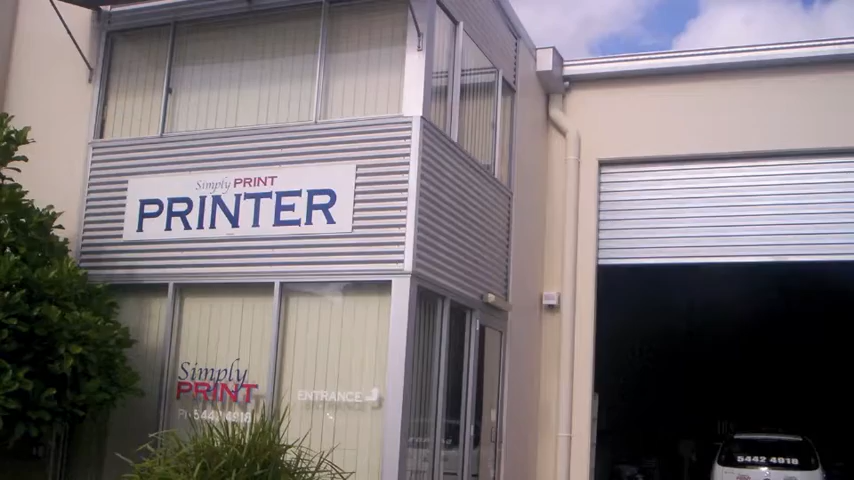 Simply PRINT
PRINTER
Simply
PRINT
PH 5442 4918
ENTRANCE
5442 4918